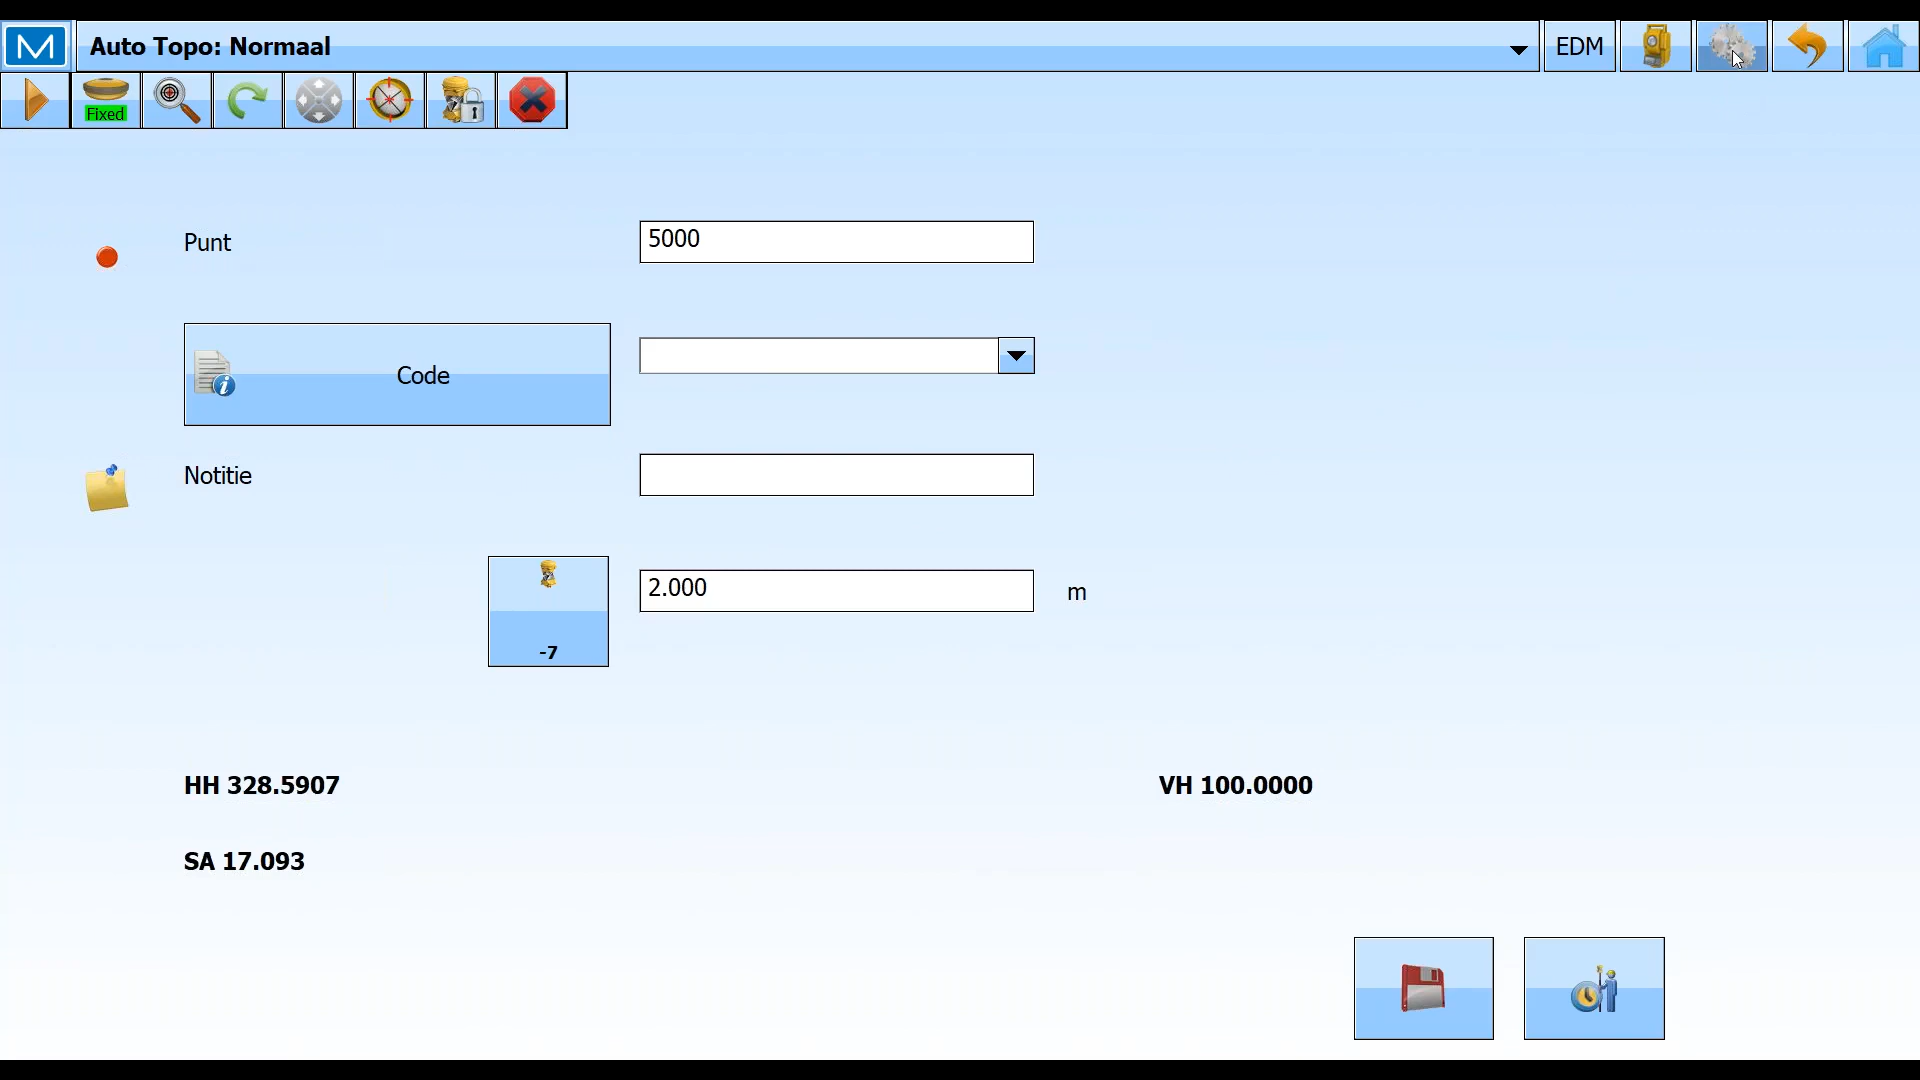 Auto Topo: Normaal
EDM
Fixed
Punt
5000
Code
Notitie
2.000
m
-7
HH 328.5907
VH 100.0000
SA 17.093